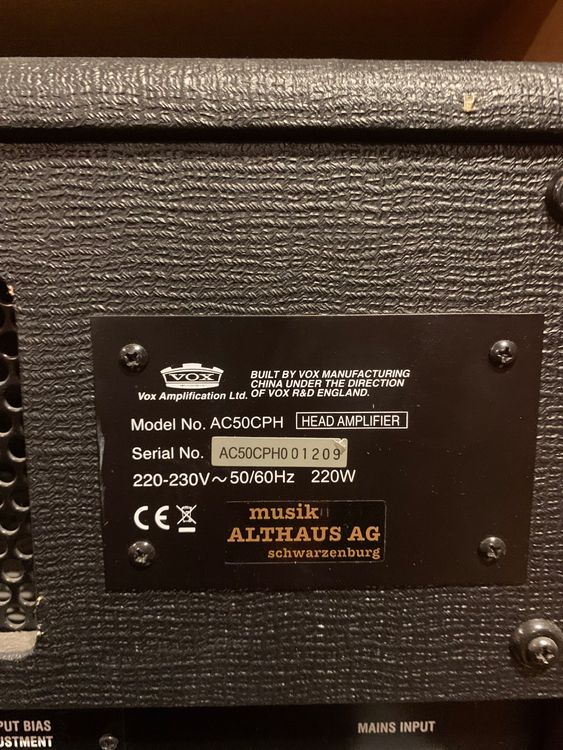 VOX
Vox Amplification Ltd.
BUILT BY VOX MANUFACTURING
CHINA UNDER THE DIRECTION
OF VOX R&D ENGLAND.
Model No. AC50CPH HEAD AMPLIFIER
Serial No. AC50CPH001209
220-230V~50/60Hz 220W
CE
musik
ALTHAUS AG
schwarzenburg
PUT BIAS
USTMENT
MAINS INPUT